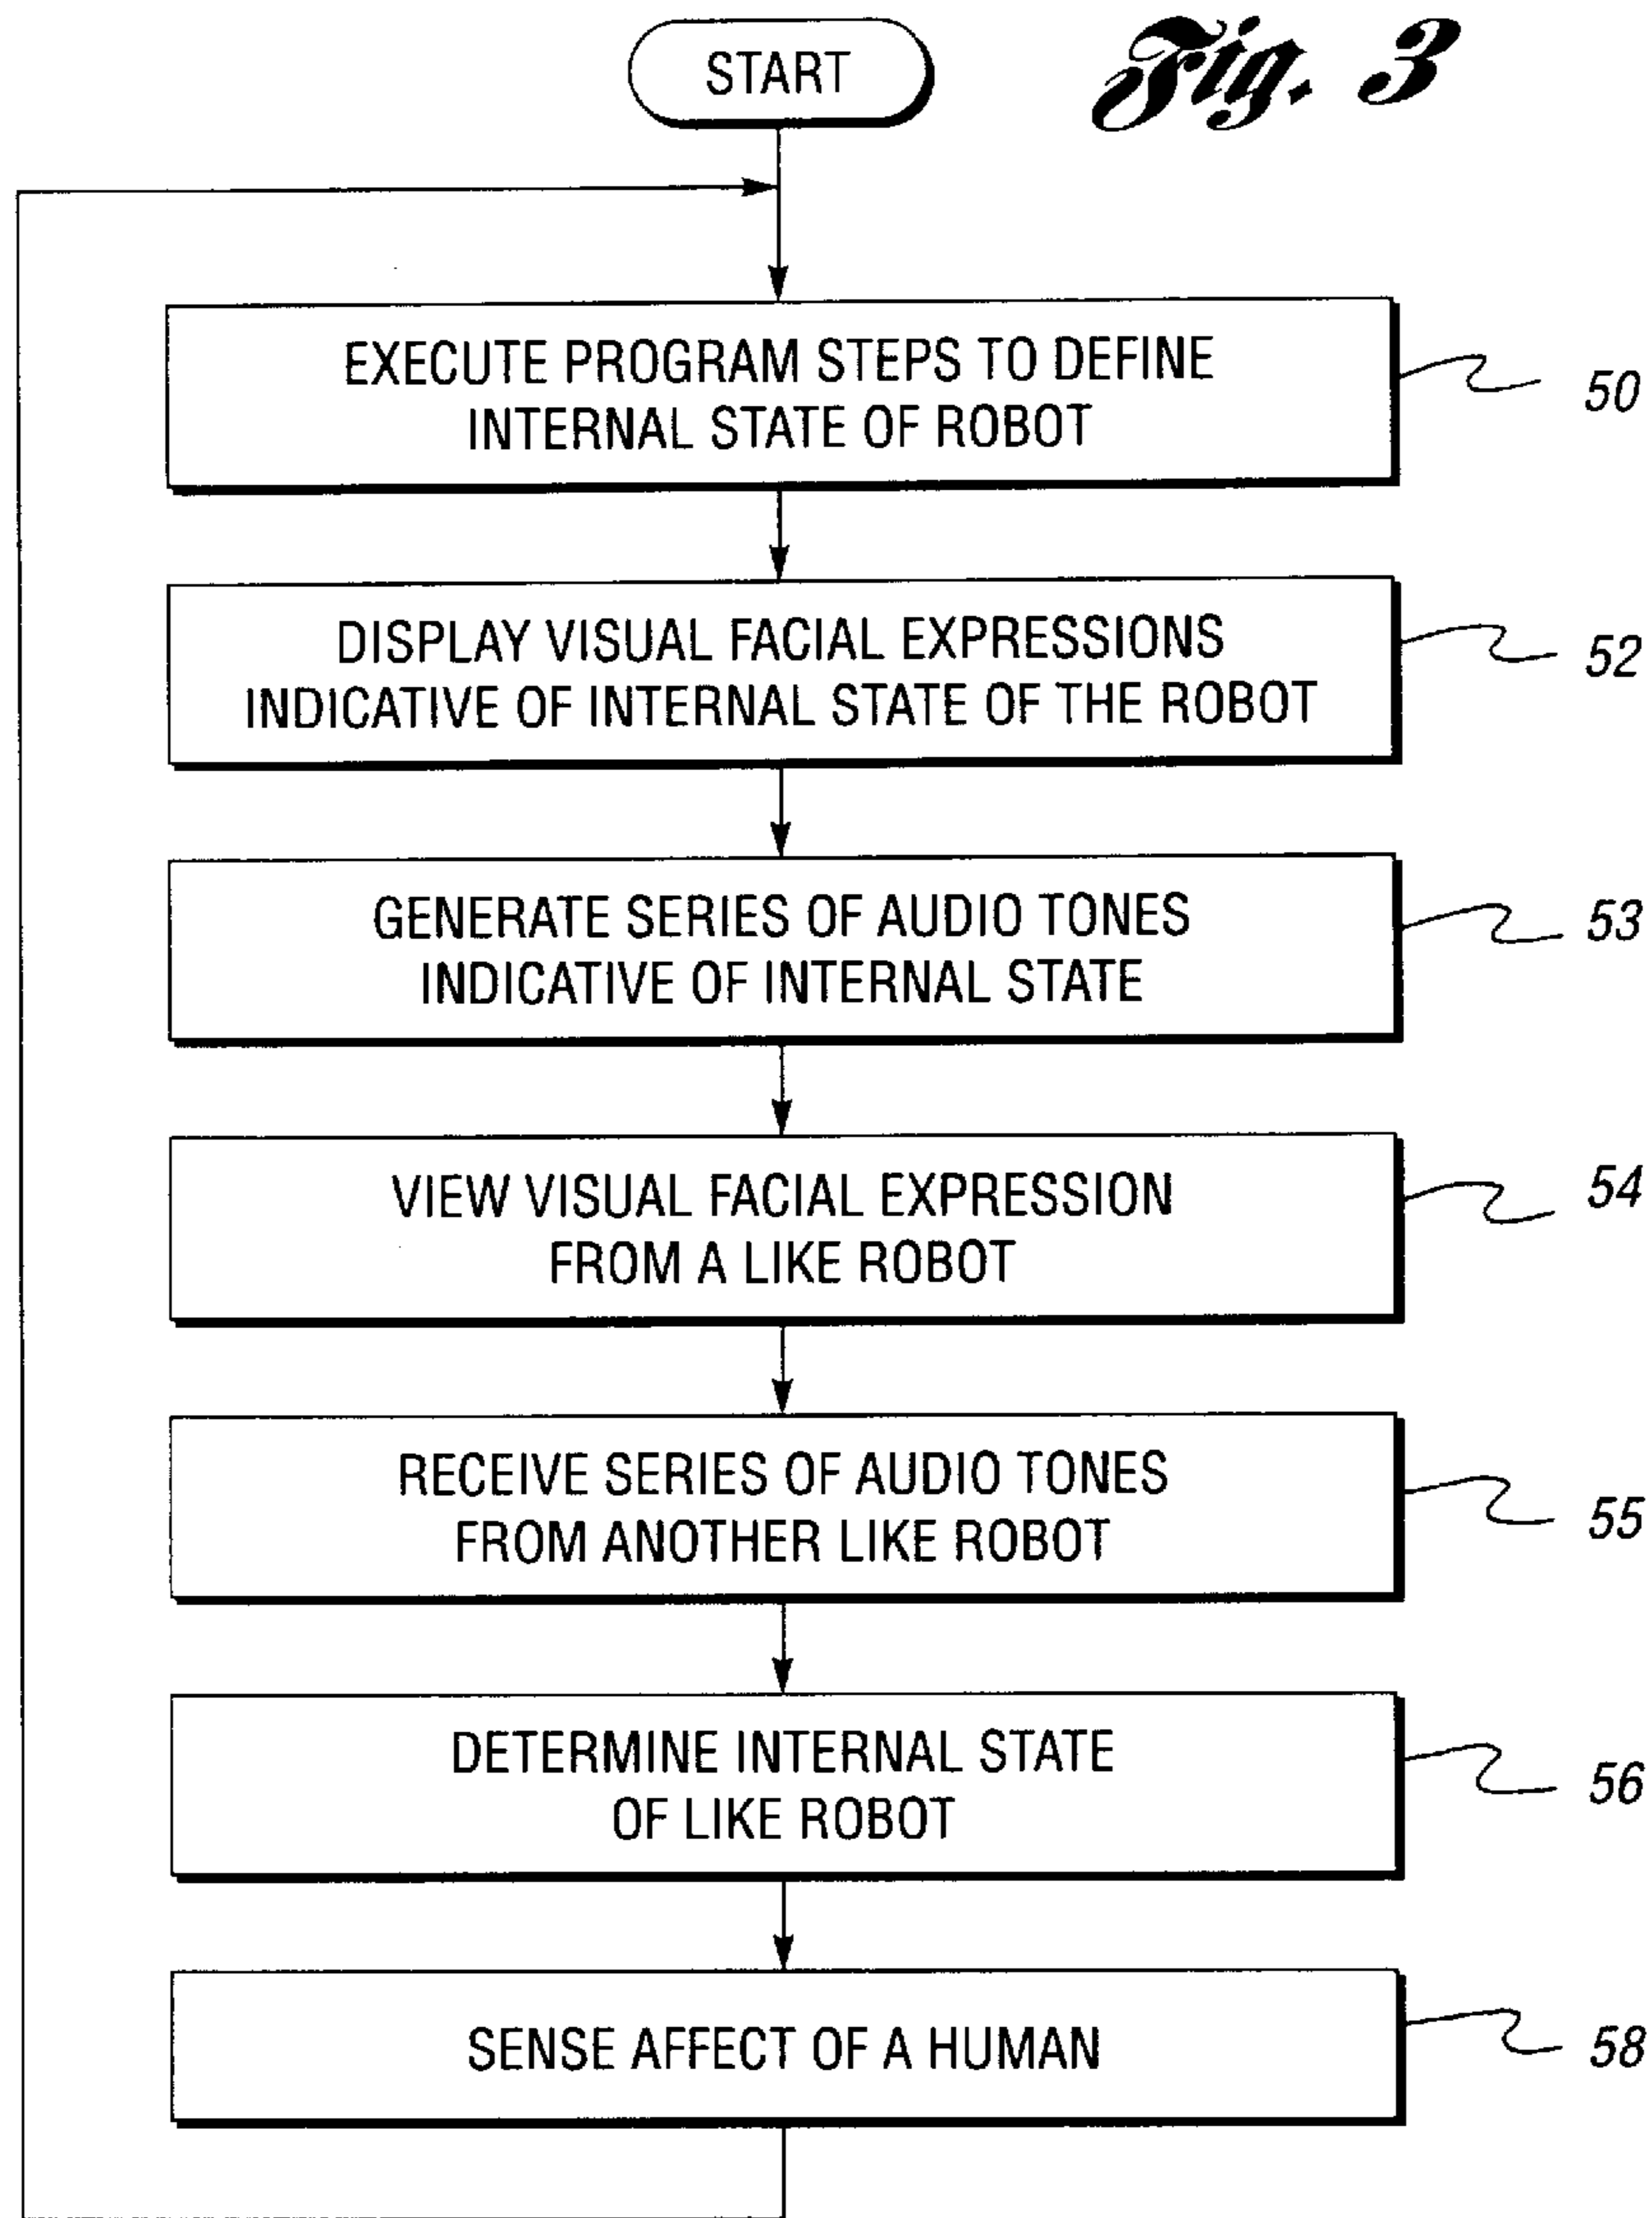 START
Fig. 3
EXECUTE PROGRAM STEPS TO DEFINE
INTERNAL STATE OF ROBOT
50
DISPLAY VISUAL FACIAL EXPRESSIONS
INDICATIVE OF INTERNAL STATE OF THE ROBOT
52
GENERATE SERIES OF AUDIO TONES
INDICATIVE OF INTERNAL STATE
53
VIEW VISUAL FACIAL EXPRESSION
FROM A LIKE ROBOT
54
RECEIVE SERIES OF AUDIO TONES
FROM ANOTHER LIKE ROBOT
55
DETERMINE INTERNAL STATE
OF LIKE ROBOT
56
SENSE AFFECT OF A HUMAN
58